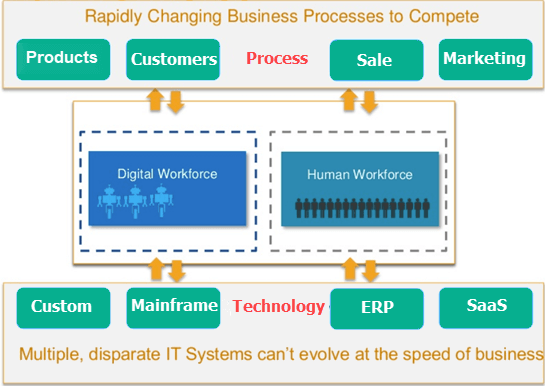 Rapidly Changing Business Processes to Compete
Products Customers Process Sale Marketing
Digital Workforce Human Workforce
Custom Mainframe Technology ERP SaaS
Multiple, disparate IT Systems can't evolve at the speed of business